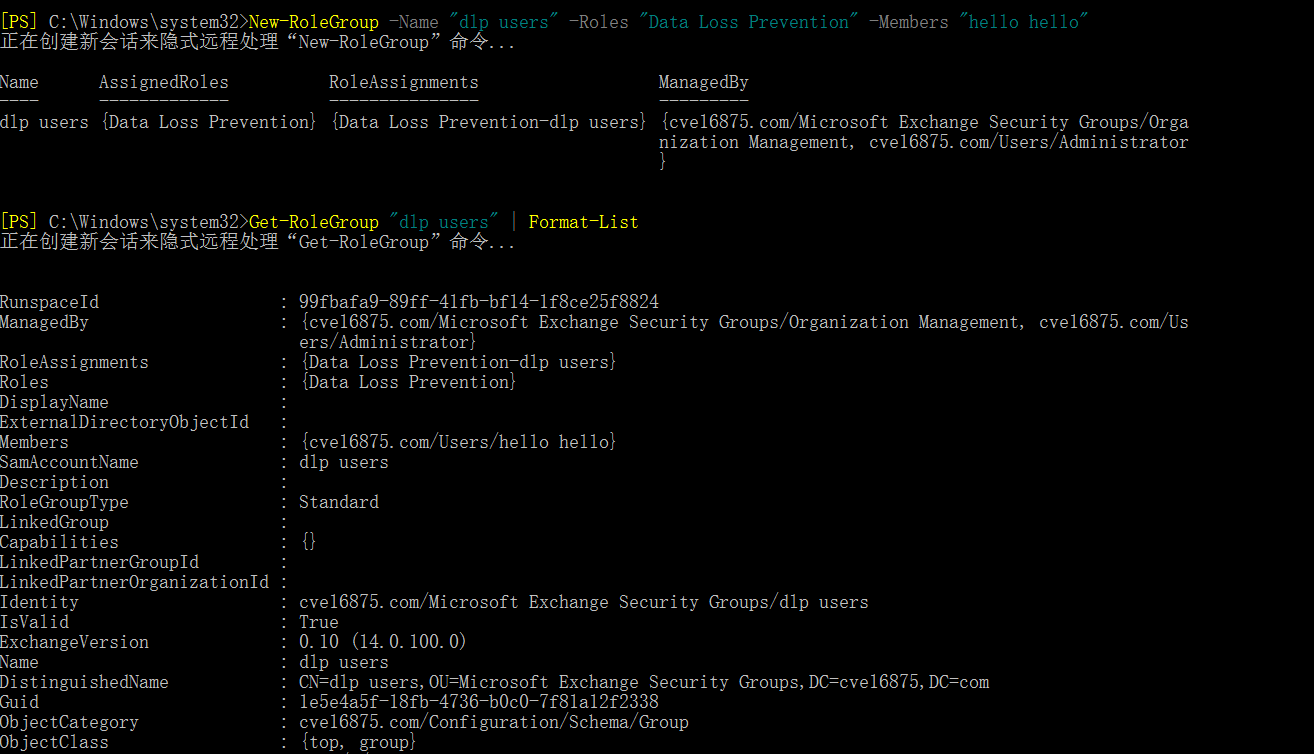 [PS] C:\Windows\system32>New-RoleGroup -Name "dlp users" -Roles "Data Loss Prevention" -Members "hello hello"
正在创建新会话来隐式远程处理“New-RoleGroup”命令...
Name AssignedRoles RoleAssignments ManagedBy
---- ------------- --------------- ---------
dlp users {Data Loss Prevention} {Data Loss Prevention-dlp users} {cve16875.com/Microsoft Exchange Security Groups/Orga
nization Management, cve16875.com/Users/Administrator
}
[PS] C:\Windows\system32>Get-RoleGroup "dlp users" | Format-List
正在创建新会话来隐式远程处理“Get-RoleGroup”命令...
RunspaceId : 99fbafa9-89ff-41fb-bf14-1f8ce25f8824
ManagedBy : {cve16875.com/Microsoft Exchange Security Groups/Organization Management, cve16875.com/Us
ers/Administrator}
RoleAssignments : {Data Loss Prevention-dlp users}
Roles : {Data Loss Prevention}
DisplayName :
ExternalDirectoryObjectId :
Members : {cve16875.com/Users/hello hello}
SamAccountName : dlp users
Description :
RoleGroupType : Standard
LinkedGroup :
Capabilities : {}
LinkedPartnerGroupId :
LinkedPartnerOrganizationId :
Identity : cve16875.com/Microsoft Exchange Security Groups/dlp users
IsValid : True
ExchangeVersion : 0.10 (14.0.100.0)
Name : dlp users
DistinguishedName : CN=dlp users,OU=Microsoft Exchange Security Groups,DC=cve16875,DC=com
Guid : 1e5e4a5f-18fb-4736-b0c0-7f81a12f2338
ObjectCategory : cve16875.com/Configuration/Schema/Group
ObjectClass : {top, group}